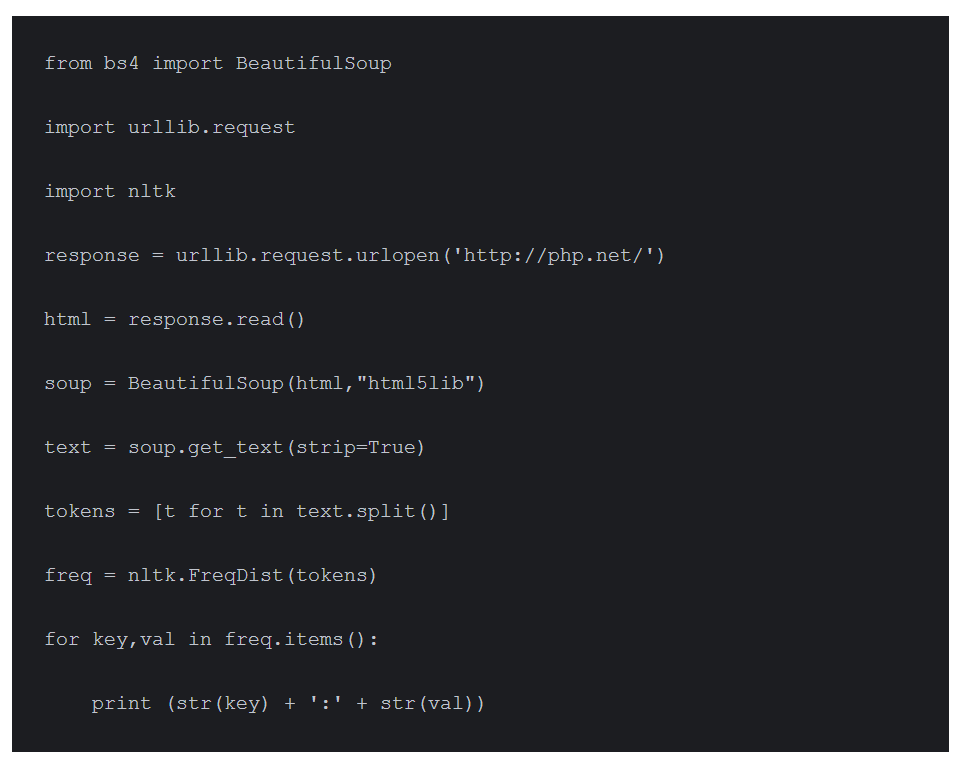 from bs4 import BeautifulSoup
import urllib.request
import nltk
response = urllib.request.urlopen('http://php.net/')
html = response.read()
soup = BeautifulSoup(html,"html5lib")
text = soup.get_text(strip=True)
tokens = [t for t in text.split()]
freq = nltk.FreqDist(tokens)
for key,val in freq.items():
    print (str(key) + ':' + str(val))